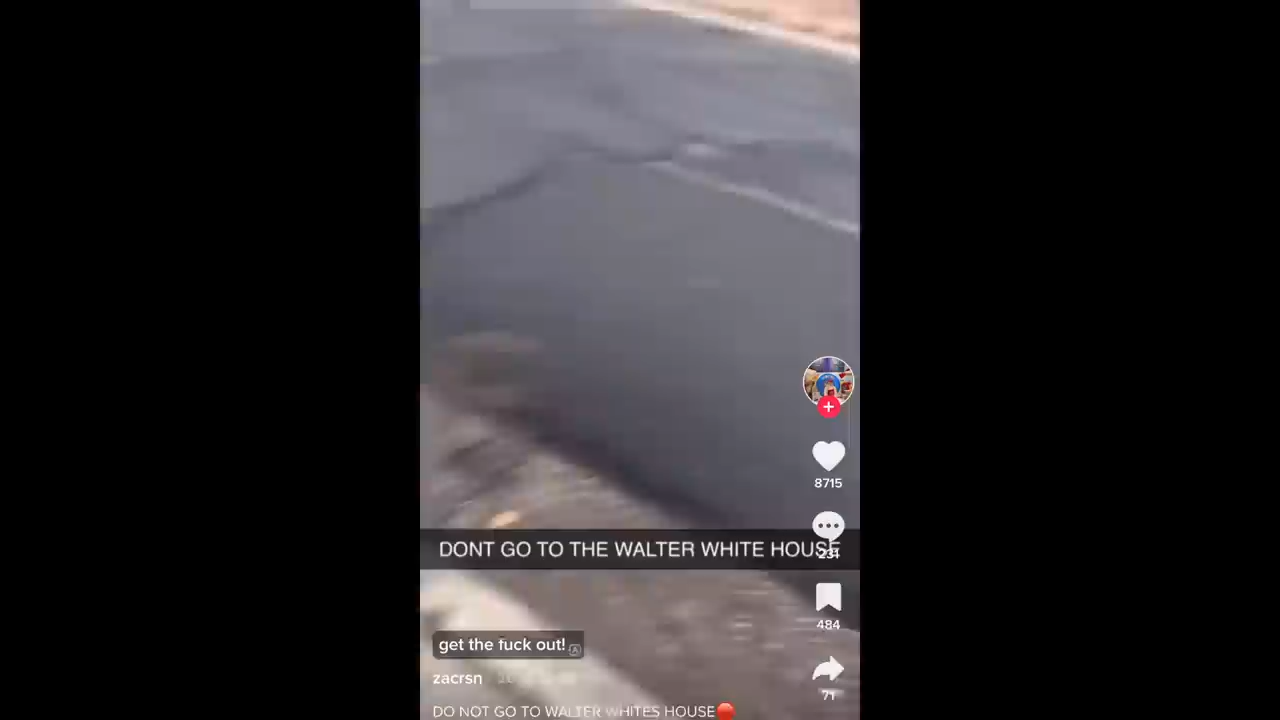 8715
DONT GO TO THE WALTER WHITE HOUSE
231
484
get the fuck out!
zacrsn
71
DO NOT GO TO WALTER WHITES HOUSE🔴